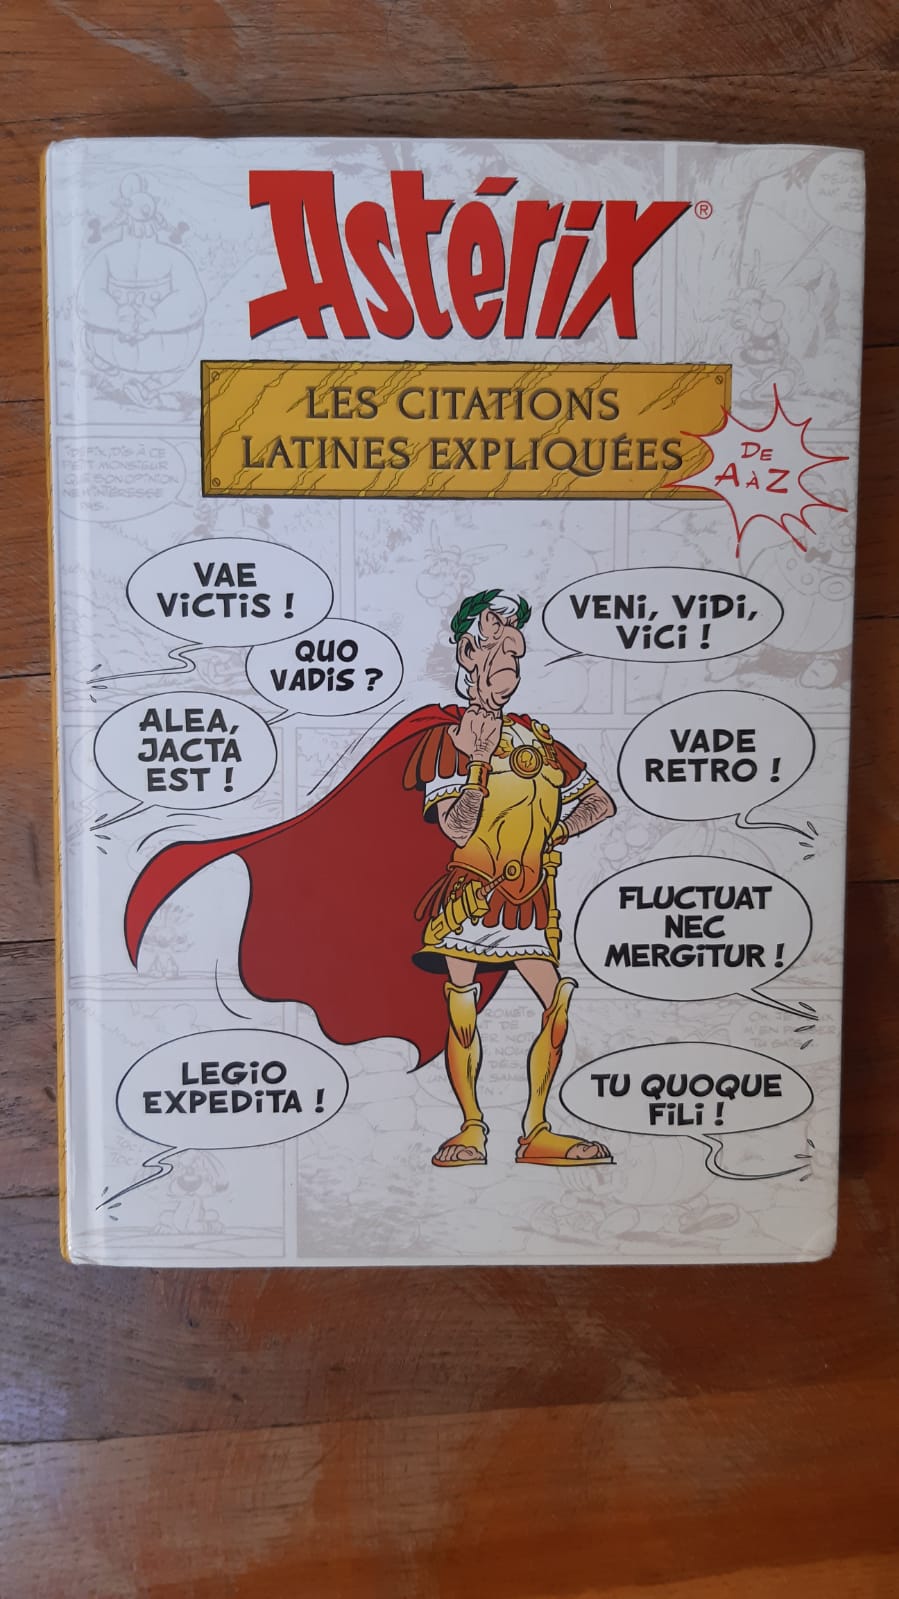 Astérix®
LES CITATIONS
LATINES EXPLIQUÉES
DE
A à Z
VAE
ViCTiS !
QUO
VADiS ?
ALEA,
JACTA
EST !
LEGiO
EXPEDiTA !
VENi, ViDi,
ViCi !
VADE
RETRO !
FLUCTUAT
NEC
MERGiTUR !
TU QUOQUE
FiLi !